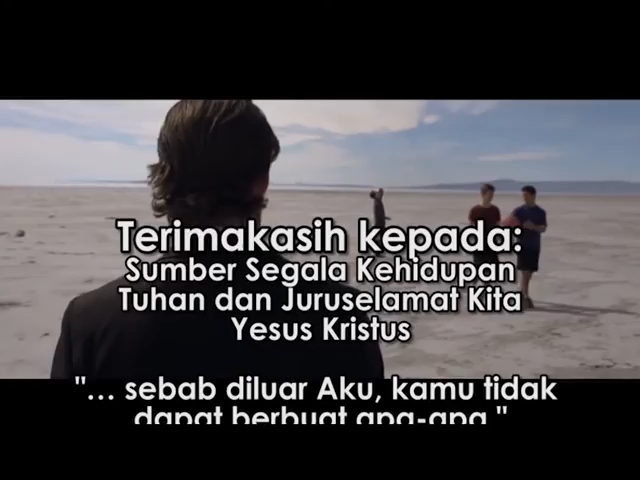 Terimakasih kepada:
Sumber Segala Kehidupan
Tuhan dan Juruselamat Kita
Yesus Kristus
"... sebab diluar Aku, kamu tidak
dapat berbuat apa-apa."